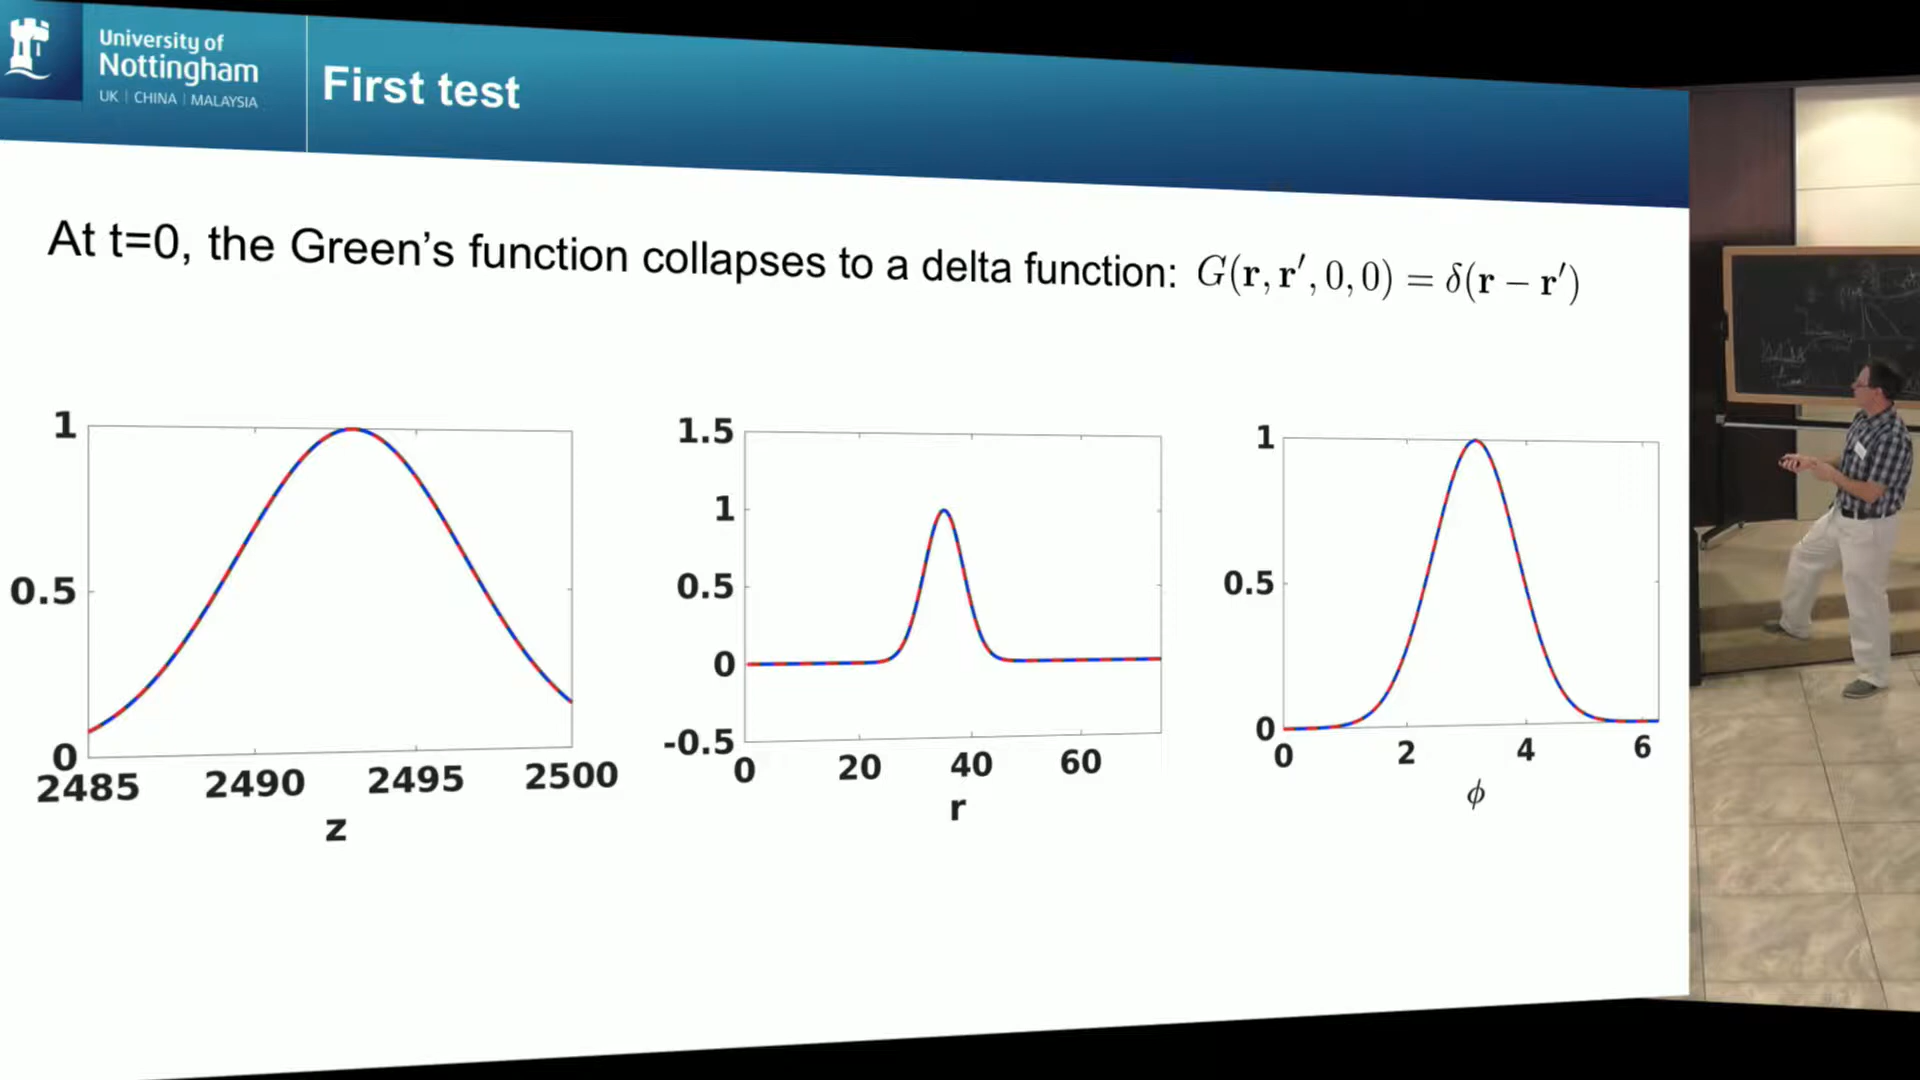 University of
Nottingham
UK | CHINA | MALAYSIA
First test
At t=0, the Green's function collapses to a delta function: G(r, r′, 0, 0) = δ(r − r′)
1
0.5
0
2485 2490 2495 2500
z
1.5
1
0.5
0
-0.5
0 20 40 60
r
1
0.5
0
0 2 4 6
ϕ